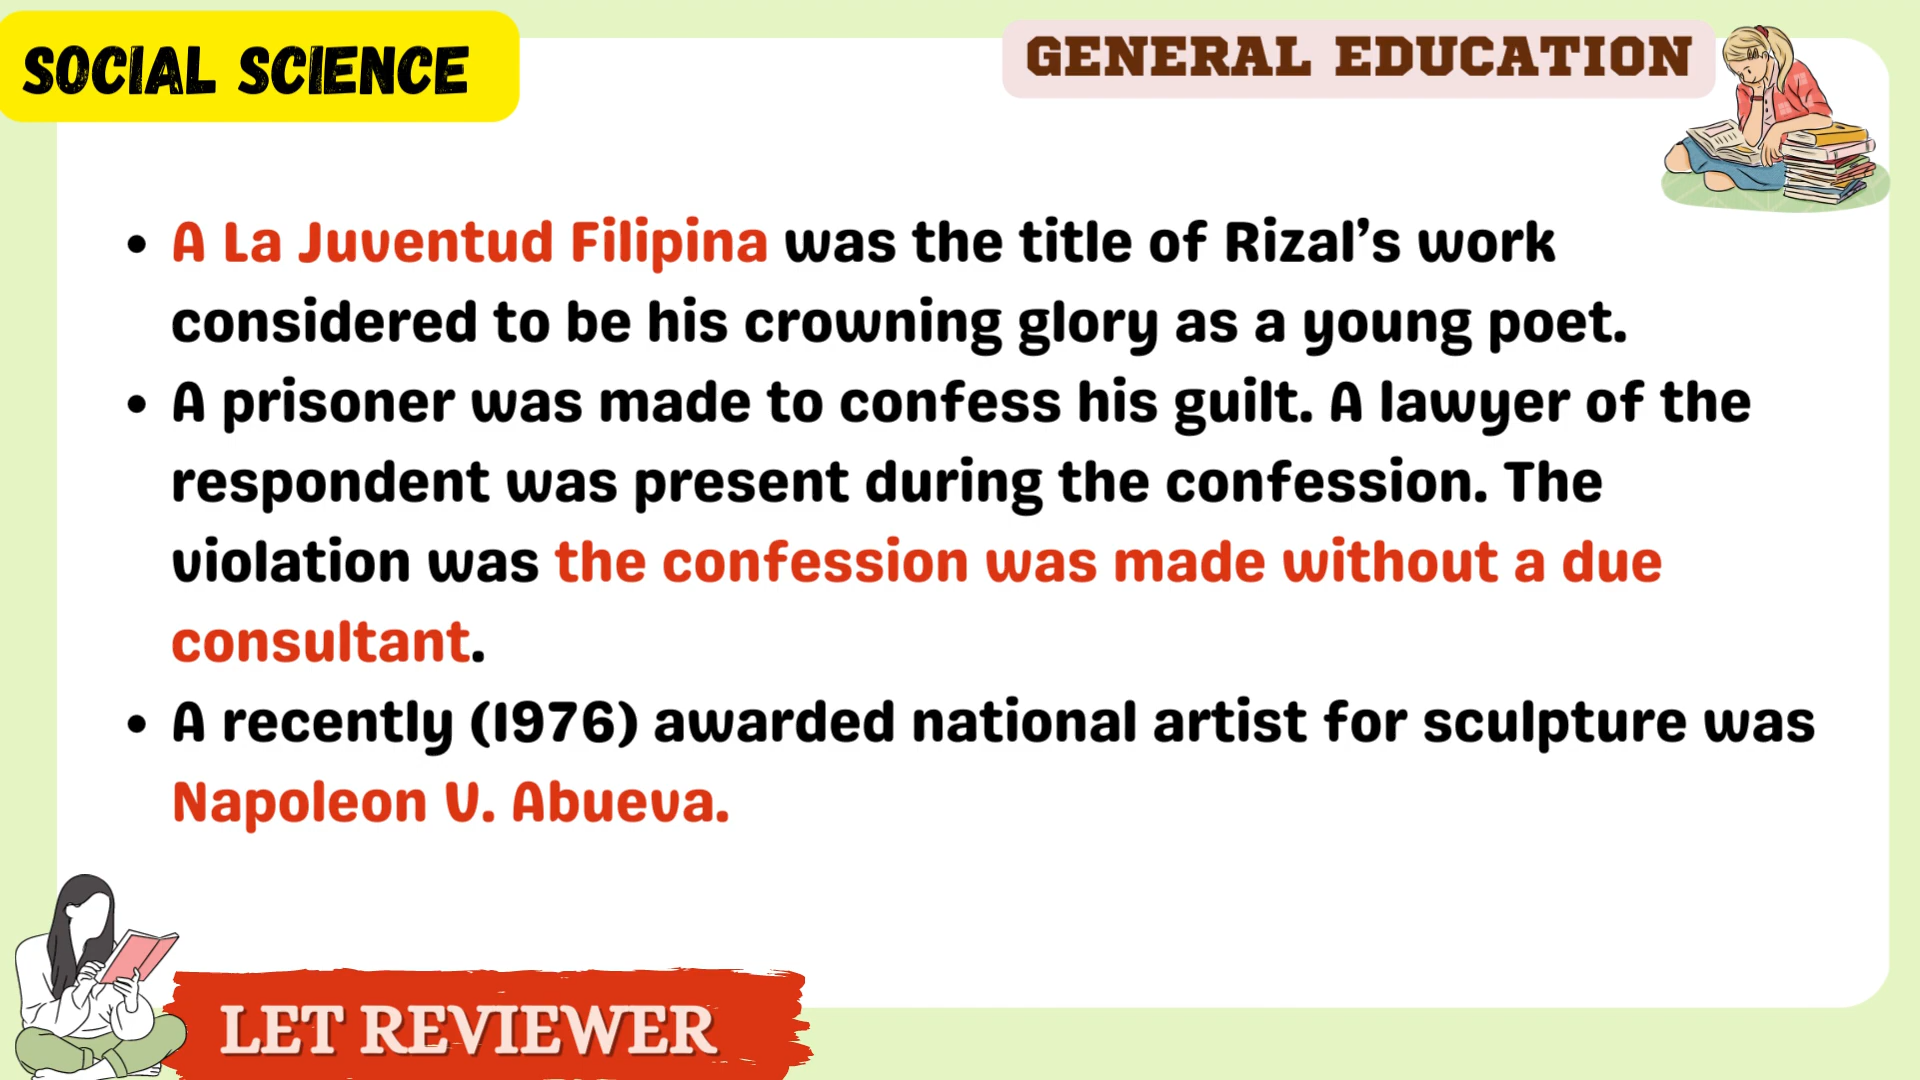 SOCIAL SCIENCE
GENERAL EDUCATION
• A La Juventud Filipina was the title of Rizal’s work
considered to be his crowning glory as a young poet.
• A prisoner was made to confess his guilt. A lawyer of the
respondent was present during the confession. The
violation was the confession was made without a due
consultant.
• A recently (1976) awarded national artist for sculpture was
Napoleon V. Abueva.
LET REVIEWER